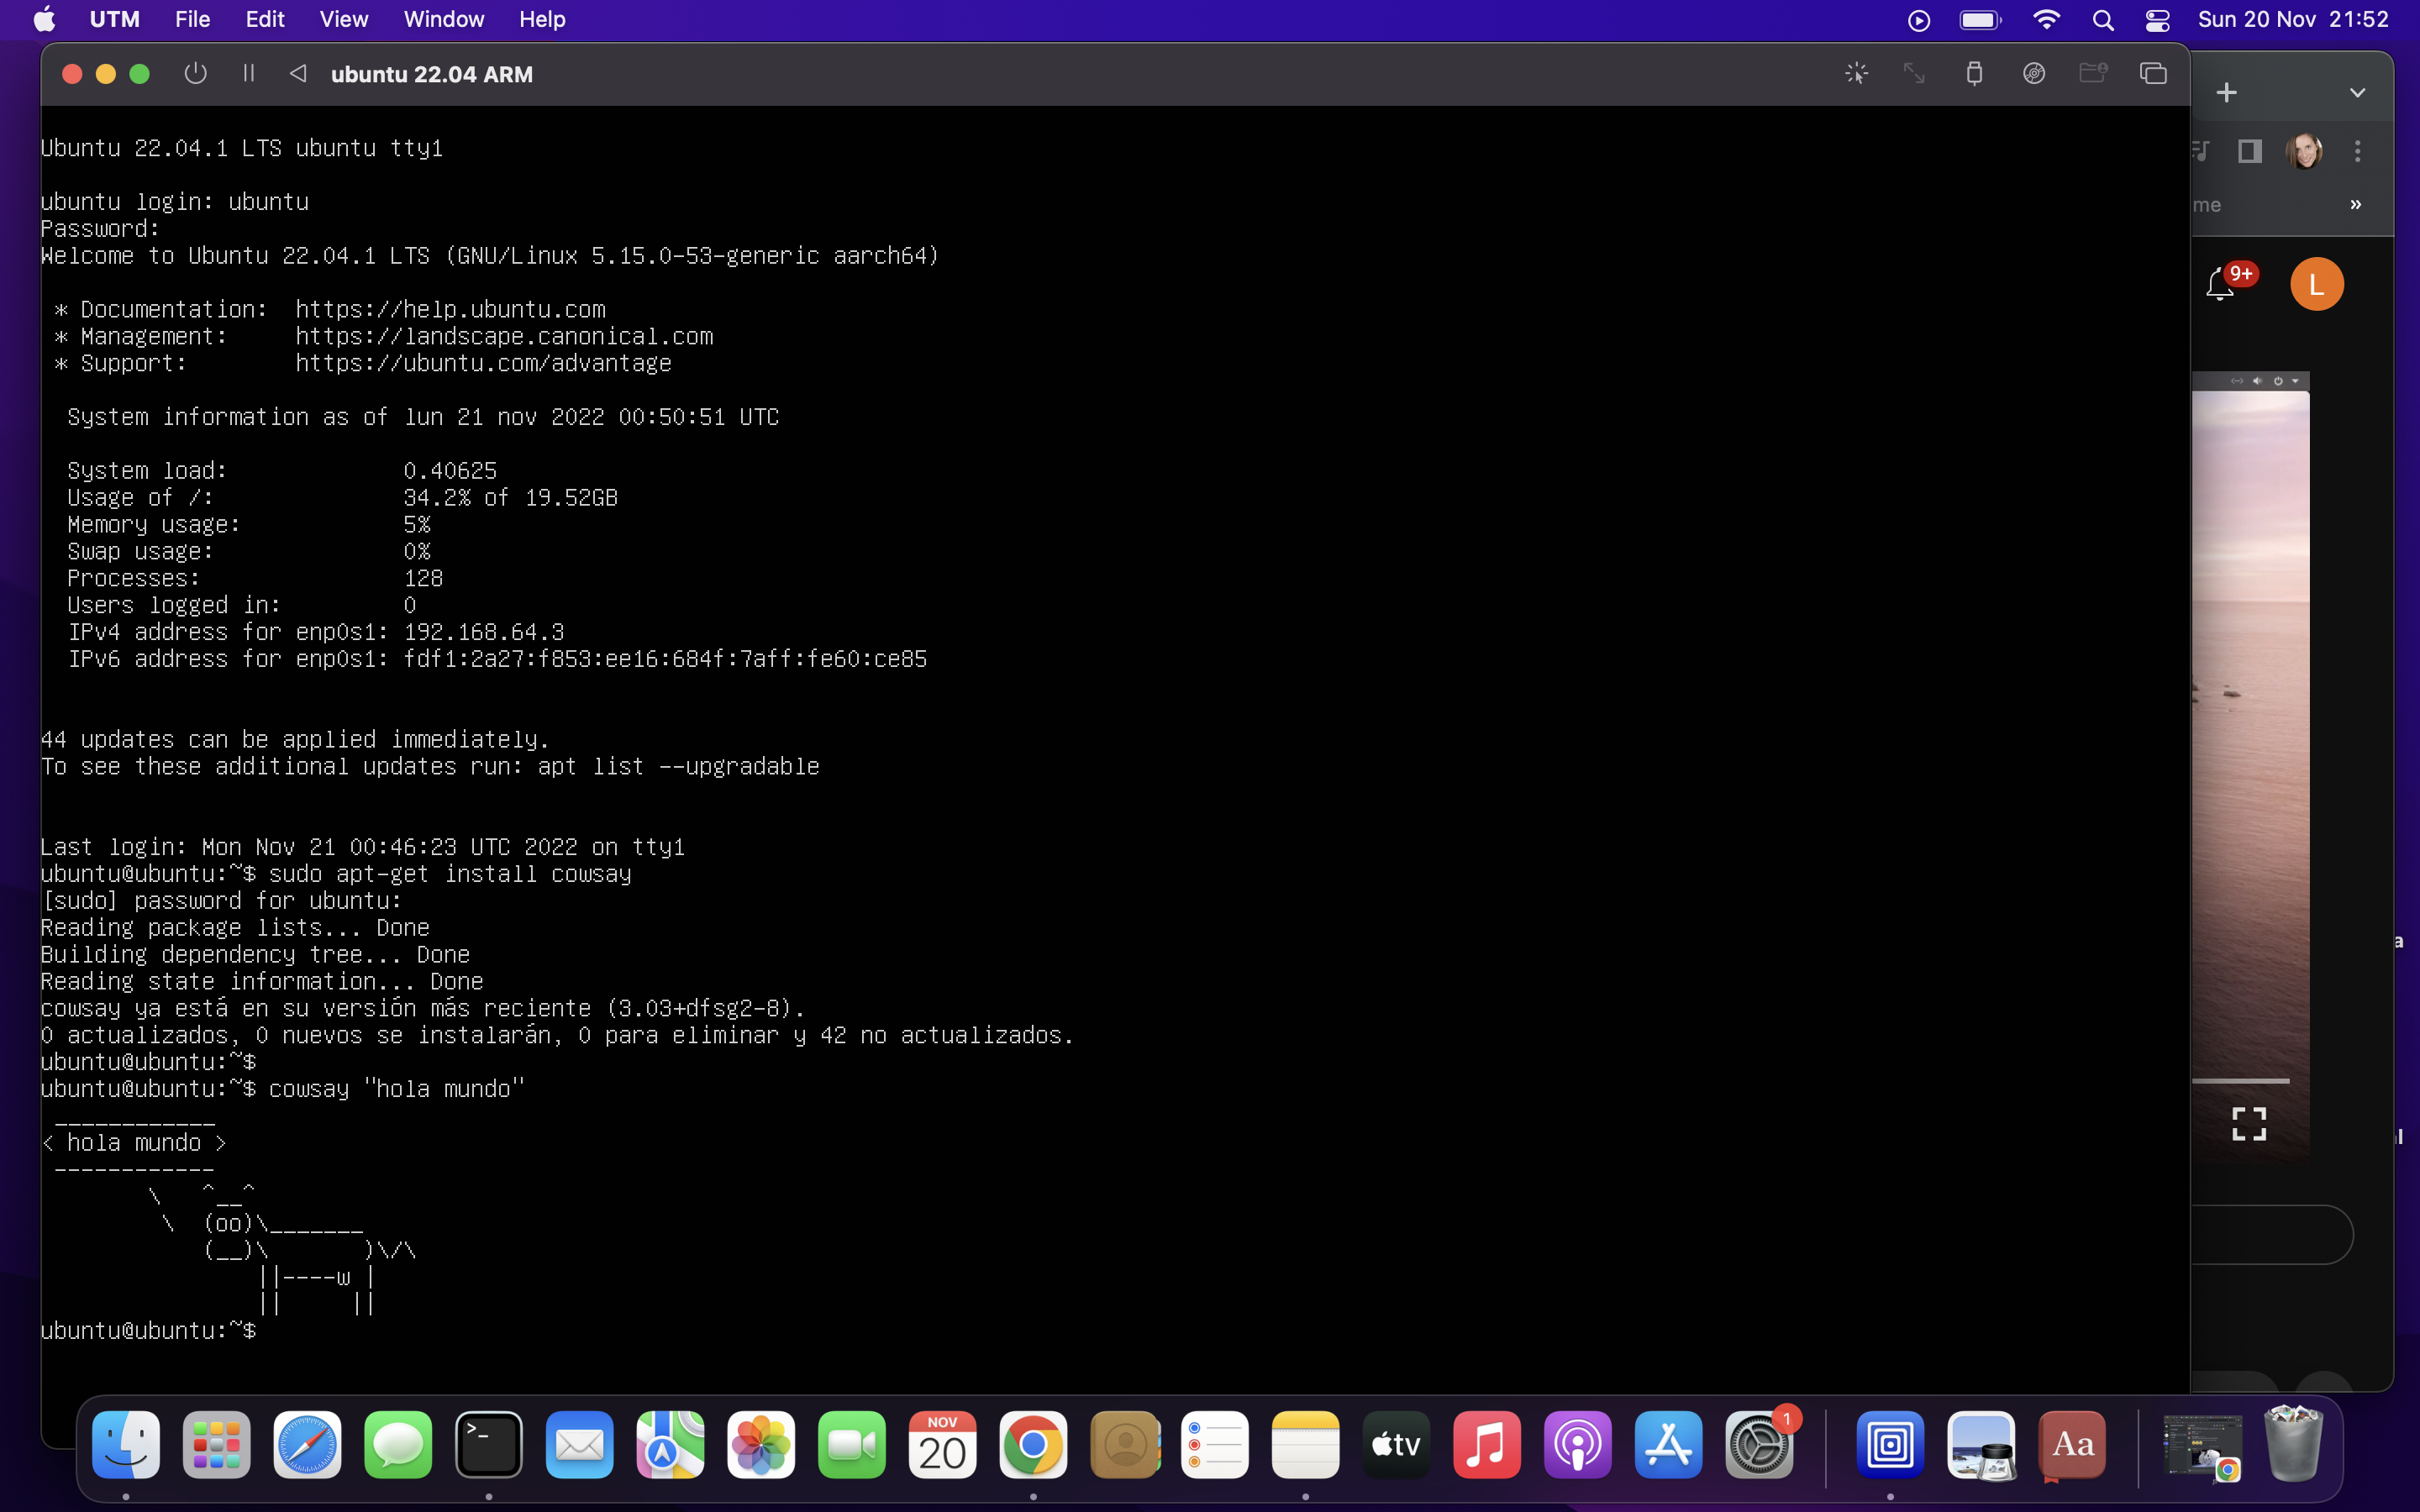 UTM File Edit View Window Help Sun 20 Nov 21:52
ubuntu 22.04 ARM
Ubuntu 22.04.1 LTS ubuntu tty1
ubuntu login: ubuntu
Password:
Welcome to Ubuntu 22.04.1 LTS (GNU/Linux 5.15.0-53-generic aarch64)
* Documentation: https://help.ubuntu.com
* Management: https://landscape.canonical.com
* Support: https://ubuntu.com/advantage
System information as of lun 21 nov 2022 00:50:51 UTC
System load: 0.40625
Usage of /: 34.2% of 19.52GB
Memory usage: 5%
Swap usage: 0%
Processes: 128
Users logged in: 0
IPv4 address for enp0s1: 192.168.64.3
IPv6 address for enp0s1: fdf1:2a27:f853:ee16:684f:7aff:fe60:ce85
44 updates can be applied immediately.
To see these additional updates run: apt list --upgradable
Last login: Mon Nov 21 00:46:23 UTC 2022 on tty1
ubuntu@ubuntu:~$ sudo apt-get install cowsay
[sudo] password for ubuntu:
Reading package lists... Done
Building dependency tree... Done
Reading state information... Done
cowsay ya está en su versión más reciente (3.03+dfsg2-8).
0 actualizados, 0 nuevos se instalarán, 0 para eliminar y 42 no actualizados.
ubuntu@ubuntu:~$
ubuntu@ubuntu:~$ cowsay "hola mundo"
 ____________
< hola mundo >
 ------------
        \   ^__^
         \  (oo)\_______
            (__)\       )\/\
                ||----w |
                ||     ||
ubuntu@ubuntu:~$
me »
9+
L
NOV
20
tv
1
Aa